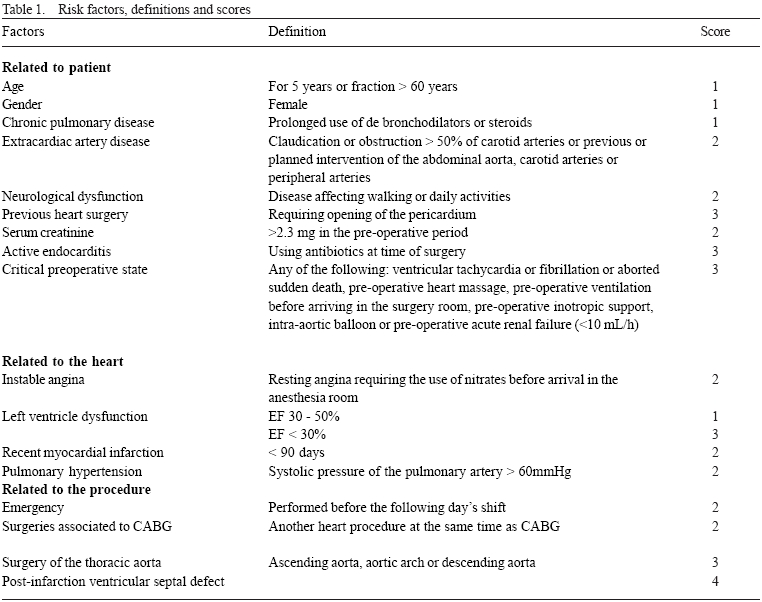 Table 1. Risk factors, definitions and scores
Factors Definition Score
Related to patient
Age For 5 years or fraction > 60 years 1
Gender Female 1
Chronic pulmonary disease Prolonged use of de bronchodilators or steroids 1
Extracardiac artery disease Claudication or obstruction > 50% of carotid arteries or previous or 2
planned intervention of the abdominal aorta, carotid arteries or
peripheral arteries
Neurological dysfunction Disease affecting walking or daily activities 2
Previous heart surgery Requiring opening of the pericardium 3
Serum creatinine >2.3 mg in the pre-operative period 2
Active endocarditis Using antibiotics at time of surgery 3
Critical preoperative state Any of the following: ventricular tachycardia or fibrillation or aborted 3
sudden death, pre-operative heart massage, pre-operative ventilation
before arriving in the surgery room, pre-operative inotropic support,
intra-aortic balloon or pre-operative acute renal failure (<10 mL/h)
Related to the heart
Instable angina Resting angina requiring the use of nitrates before arrival in the 2
anesthesia room
Left ventricle dysfunction EF 30 - 50% 1
EF < 30% 3
Recent myocardial infarction < 90 days 2
Pulmonary hypertension Systolic pressure of the pulmonary artery > 60mmHg 2
Related to the procedure
Emergency Performed before the following day's shift 2
Surgeries associated to CABG Another heart procedure at the same time as CABG 2
Surgery of the thoracic aorta Ascending aorta, aortic arch or descending aorta 3
Post-infarction ventricular septal defect 4